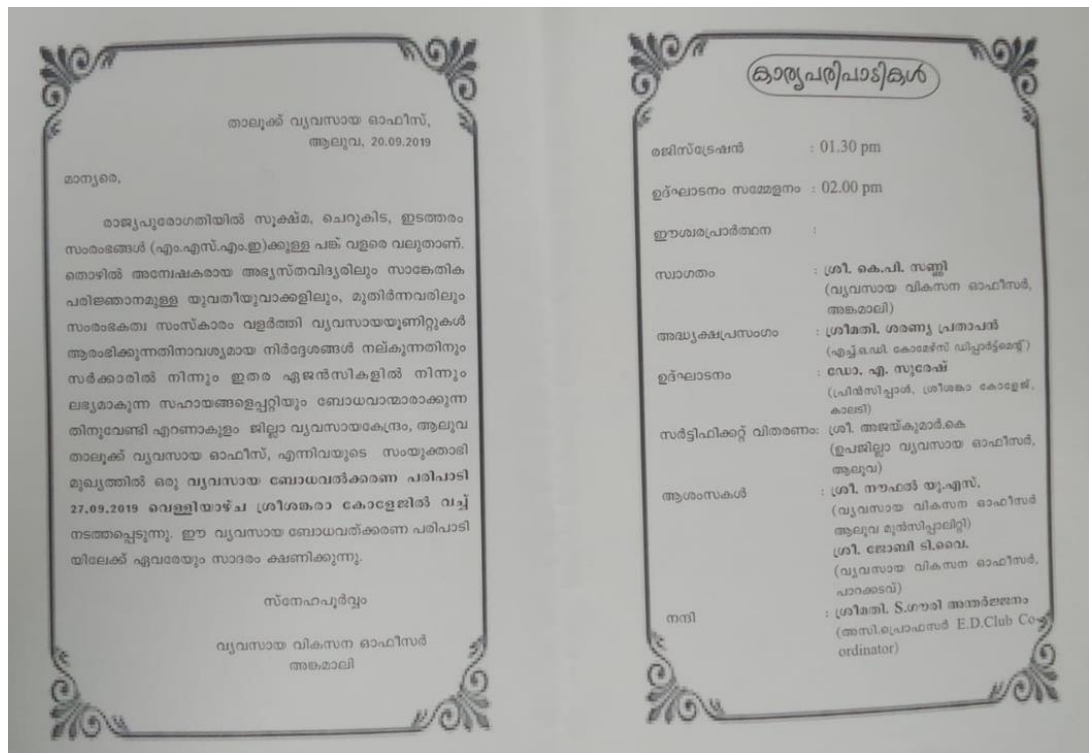 താലൂക്ക് വ്യവസായ ഓഫീസ്,
ആലുവ, 20.09.2019
മാന്യരെ,
രാജ്യപുരോഗതിയിൽ സൂക്ഷ്മ, ചെറുകിട, ഇടത്തരം
സംരംഭങ്ങൾ (എം.എസ്.എം.ഇ)ക്കുള്ള പങ്ക് വളരെ വലുതാണ്.
തൊഴിൽ അന്വേഷകരായ അഭ്യസ്തവിദ്യരിലും സാങ്കേതിക
പരിജ്ഞാനമുള്ള യുവതീയുവാക്കളിലും, മുതിർന്നവരിലും
സംരംഭകത്വ സംസ്കാരം വളർത്തി വ്യവസായയൂണിറ്റുകൾ
ആരംഭിക്കുന്നതിനാവശ്യമായ നിർദ്ദേശങ്ങൾ നല്കുന്നതിനും
സർക്കാരിൽ നിന്നും ഇതര ഏജൻസികളിൽ നിന്നും
ലഭ്യമാകുന്ന സഹായങ്ങളെപ്പറ്റിയും ബോധവാന്മാരാക്കുന്ന
തിനുവേണ്ടി എറണാകുളം ജില്ലാ വ്യവസായകേന്ദ്രം, ആലുവ
താലൂക്ക് വ്യവസായ ഓഫീസ്, എന്നിവയുടെ സംയുക്താഭി
മുഖ്യത്തിൽ ഒരു വ്യവസായ ബോധവൽക്കരണ പരിപാടി
27.09.2019 വെള്ളിയാഴ്ച ശ്രീശങ്കരാ കോളേജിൽ വച്ച്
നടത്തപ്പെടുന്നു. ഈ വ്യവസായ ബോധവത്ക്കരണ പരിപാടി
യിലേക്ക് ഏവരേയും സാദരം ക്ഷണിക്കുന്നു.
സ്നേഹപൂർവ്വം
വ്യവസായ വികസന ഓഫീസർ
അങ്കമാലി
കാര്യപരിപാടികൾ
രജിസ്ട്രേഷൻ : 01.30 pm
ഉദ്ഘാടനം സമ്മേളനം : 02.00 pm
ഈശ്വരപ്രാർത്ഥന :
സ്വാഗതം : ശ്രീ. കെ.പി. സണ്ണി
(വ്യവസായ വികസന ഓഫീസർ,
അങ്കമാലി)
അദ്ധ്യക്ഷപ്രസംഗം : ശ്രീമതി. ശരണ്യ പ്രതാപൻ
(എച്ച്.ഒ.ഡി. കോമേഴ്സ് ഡിപ്പാർട്ട്മെന്റ്)
ഉദ്ഘാടനം : ഡോ. എ. സുരേഷ്
(പ്രിൻസിപ്പാൾ, ശ്രീശങ്കാ കോളേജ്,
കാലടി)
സർട്ടിഫിക്കറ്റ് വിതരണം: ശ്രീ. അജയ്കുമാർ.കെ
(ഉപജില്ലാ വ്യവസായ ഓഫീസർ,
ആലുവ)
ആശംസകൾ : ശ്രീ. നൗഫൽ യു.എസ്.
(വ്യവസായ വികസന ഓഫീസർ
ആലുവ മുൻസിപ്പാലിറ്റി)
ശ്രീ. ജോബി ടി.വൈ.
(വ്യവസായ വികസന ഓഫീസർ,
പാറക്കടവ്)
നന്ദി : ശ്രീമതി. S.ഗൗരി അന്തർജ്ജനം
(അസി.പ്രൊഫസർ E.D.Club Co-
ordinator)